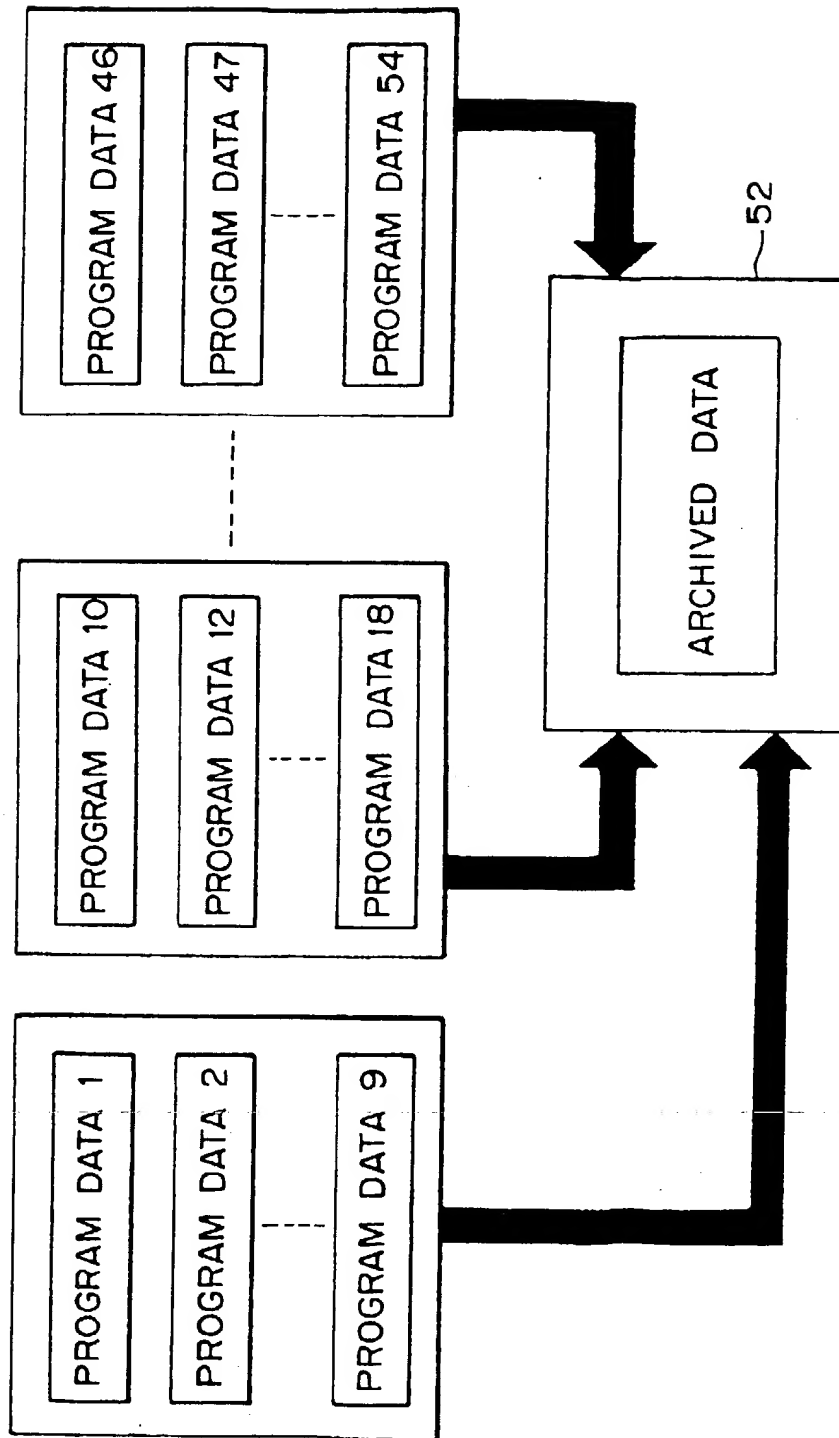 PROGRAM DATA 1
PROGRAM DATA 2
PROGRAM DATA 9
PROGRAM DATA 10
PROGRAM DATA 12
PROGRAM DATA 18
PROGRAM DATA 46
PROGRAM DATA 47
PROGRAM DATA 54
ARCHIVED DATA
52